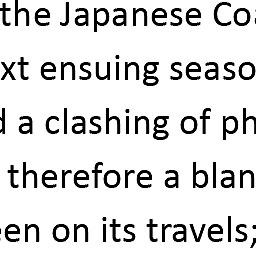 the Japanese Coa
xt ensuing seaso
d a clashing of ph
therefore a blan
een on its travels;